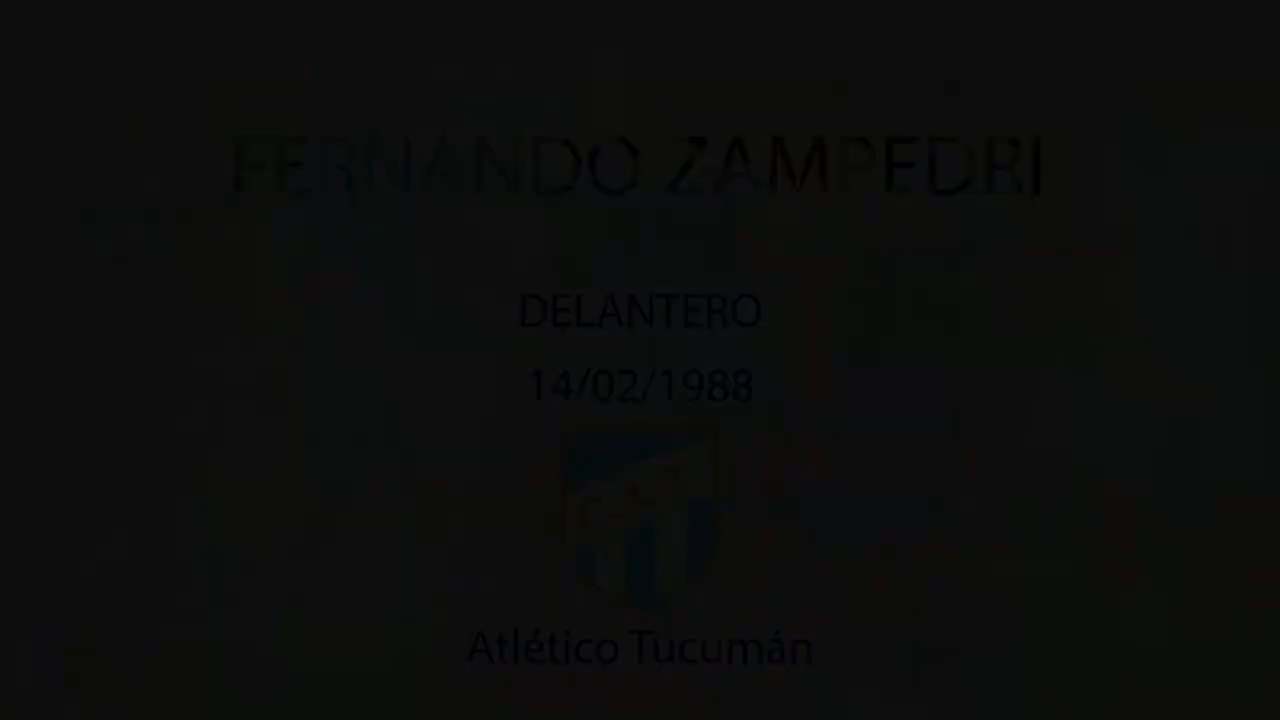 FERNANDO ZAMPEDRI
DELANTERO
14/02/1988
Atlético Tucumán